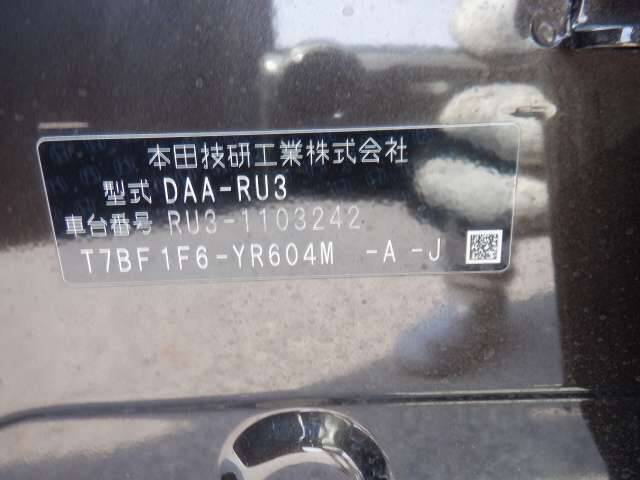 本田技研工業株式会社
型式 DAA-RU3
車台番号 RU3-1103242
T7BF1F6-YR604M -A -J